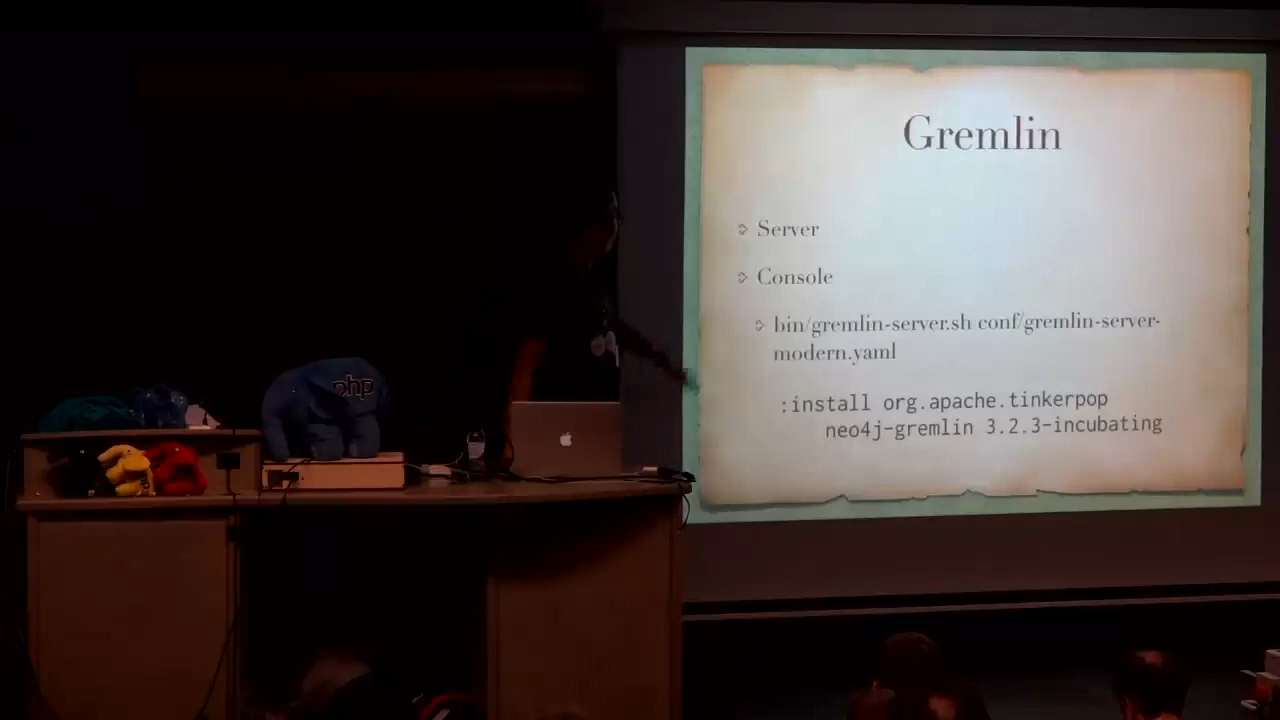 Gremlin
Server
Console
bin/gremlin-server.sh conf/gremlin-server-
modern.yaml
:install org.apache.tinkerpop
neo4j-gremlin 3.2.3-incubating
php